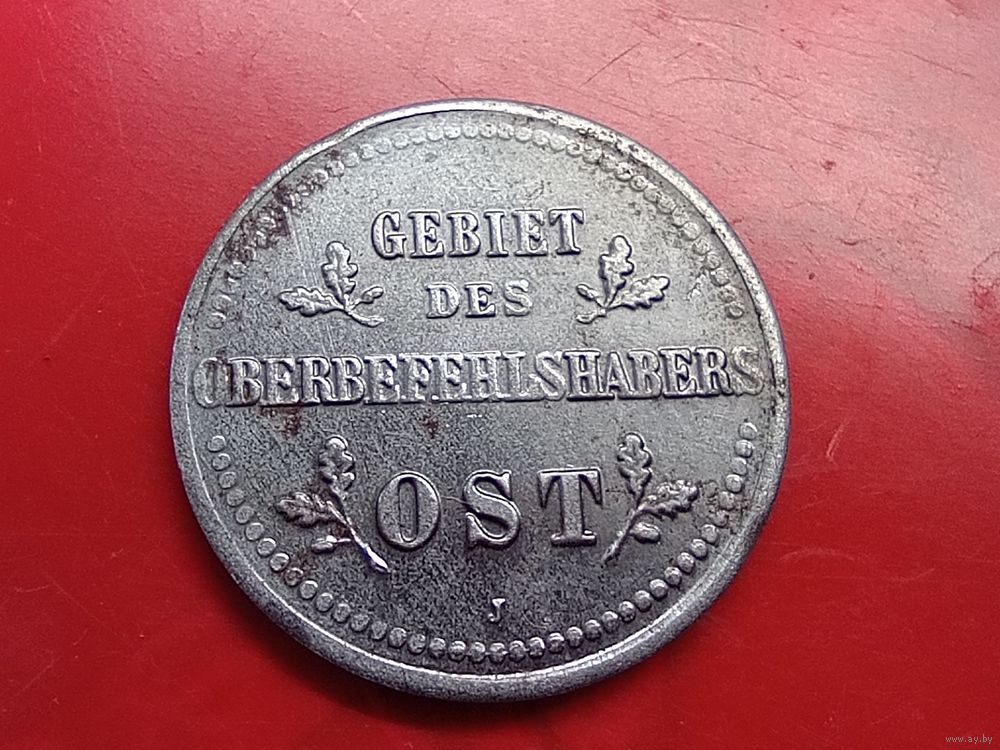 GEBIET
DES
OBERBEFEHLSHABERS
OST
J
www.ay.by